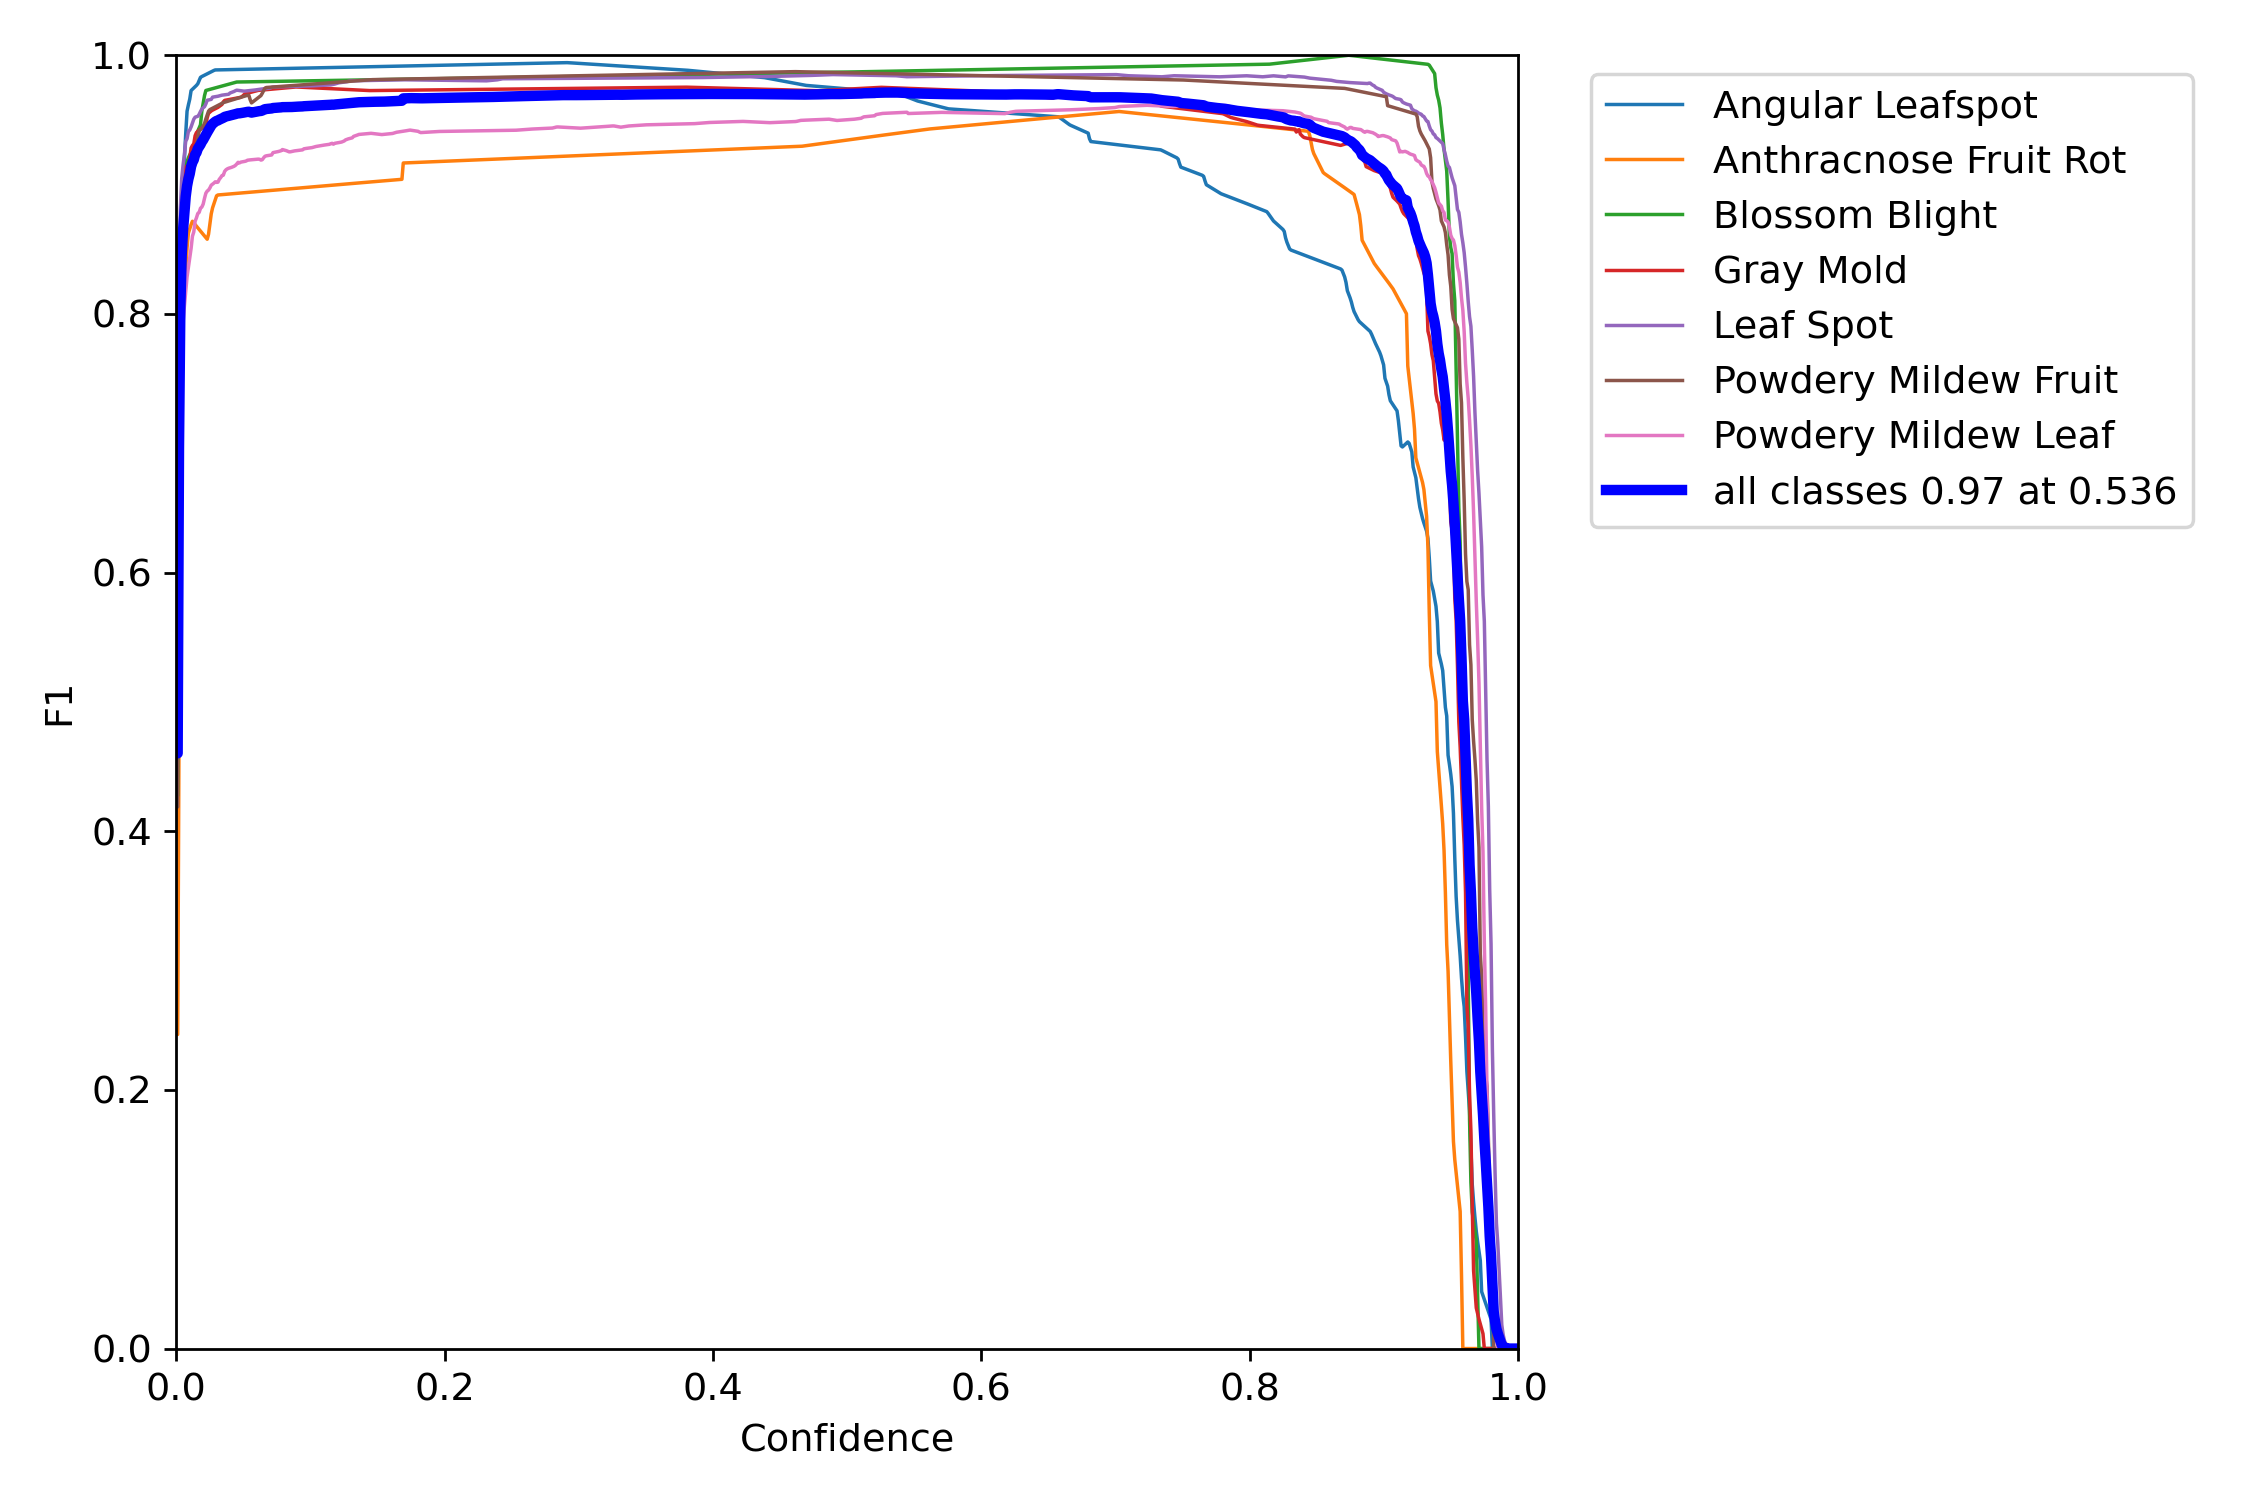 1.0
0.8
0.6
0.4
0.2
0.0
F1
0.0 0.2 0.4 0.6 0.8 1.0
Confidence
Angular Leafspot
Anthracnose Fruit Rot
Blossom Blight
Gray Mold
Leaf Spot
Powdery Mildew Fruit
Powdery Mildew Leaf
all classes 0.97 at 0.536